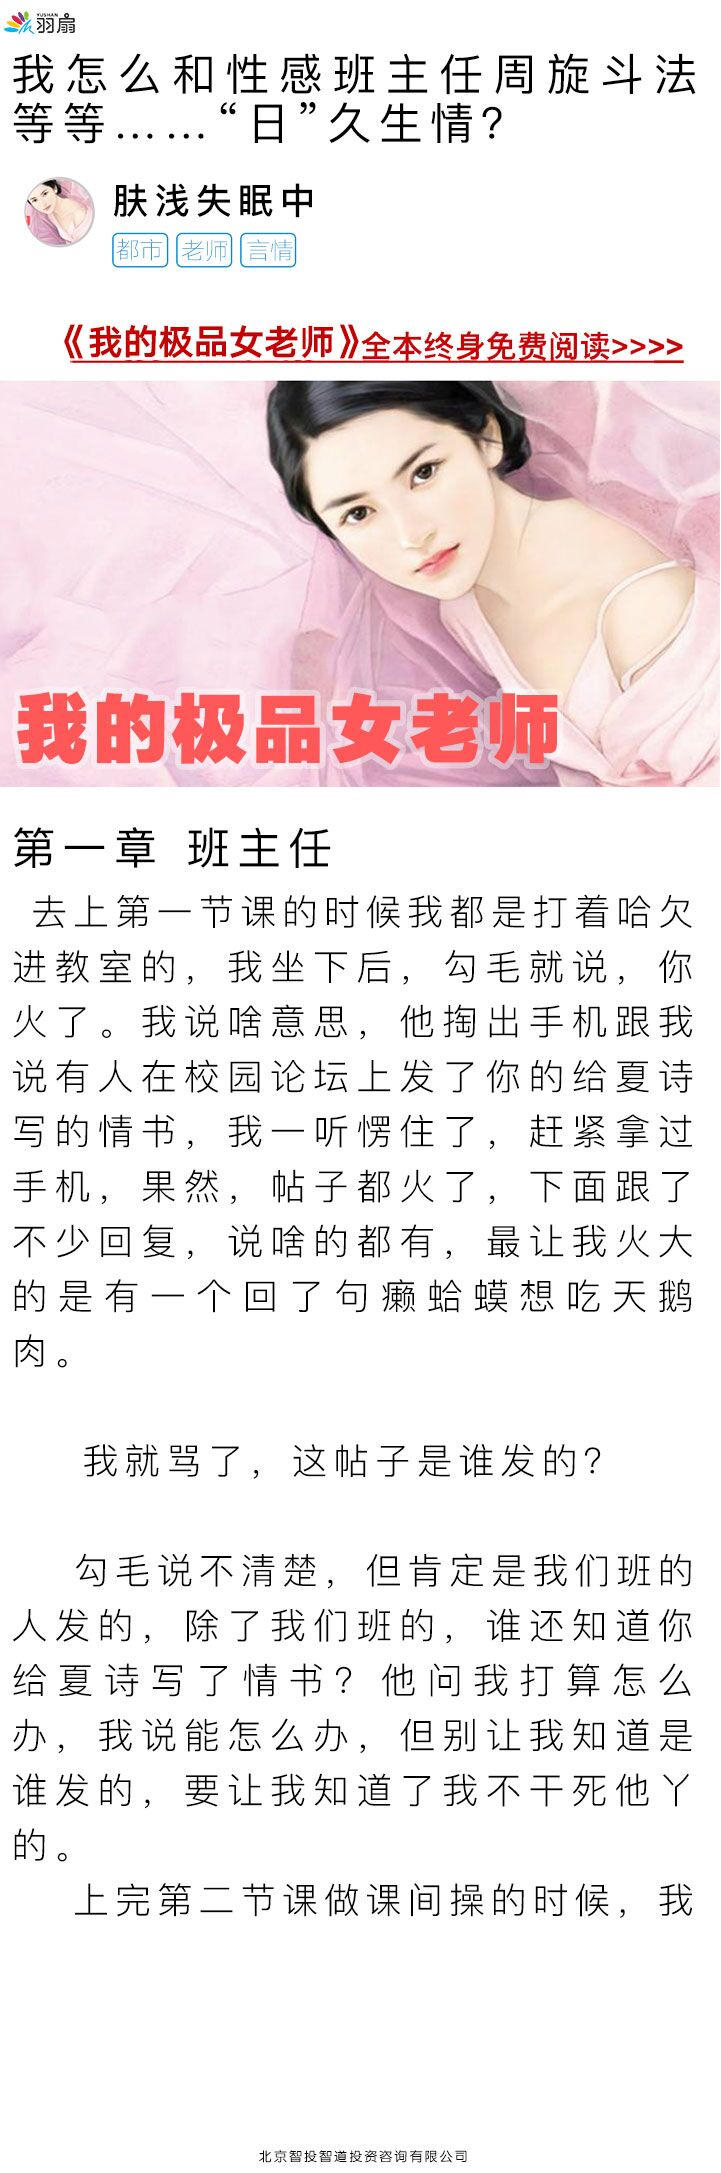 YUSHAN
羽扇
我怎么和性感班主任周旋斗法
等等……“日”久生情？
肤浅失眠中
都市 老师 言情
《我的极品女老师》全本终身免费阅读>>>>
我的极品女老师
第一章 班主任
去上第一节课的时候我都是打着哈欠
进教室的，我坐下后，勾毛就说，你
火了。我说啥意思，他掏出手机跟我
说有人在校园论坛上发了你的给夏诗
写的情书，我一听愣住了，赶紧拿过
手机，果然，帖子都火了，下面跟了
不少回复，说啥的都有，最让我火大
的是有一个回了句癞蛤蟆想吃天鹅
肉。
我就骂了，这帖子是谁发的？
勾毛说不清楚，但肯定是我们班的
人发的，除了我们班的，谁还知道你
给夏诗写了情书？他问我打算怎么
办，我说能怎么办，但别让我知道是
谁发的，要让我知道了我不干死他丫
的。
上完第二节课做课间操的时候，我
北京智投智道投资咨询有限公司